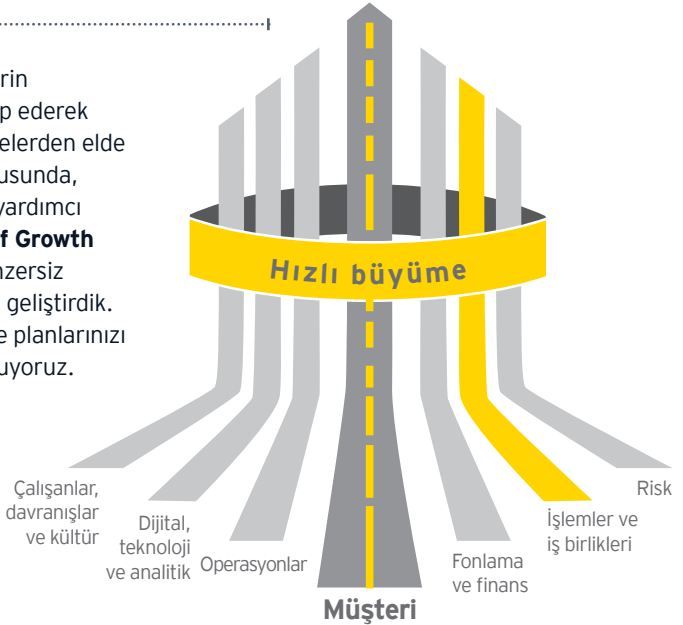 rin
p ederek
elerden elde
usunda,
yardımcı
f Growth
nzersiz
geliştirdik.
e planlarınızı
uyoruz.
Hızlı büyüme
Çalışanlar,
davranışlar
ve kültür
Dijital,
teknoloji
ve analitik
Operasyonlar
Müşteri
Fonlama
ve finans
İşlemler ve
iş birlikleri
Risk